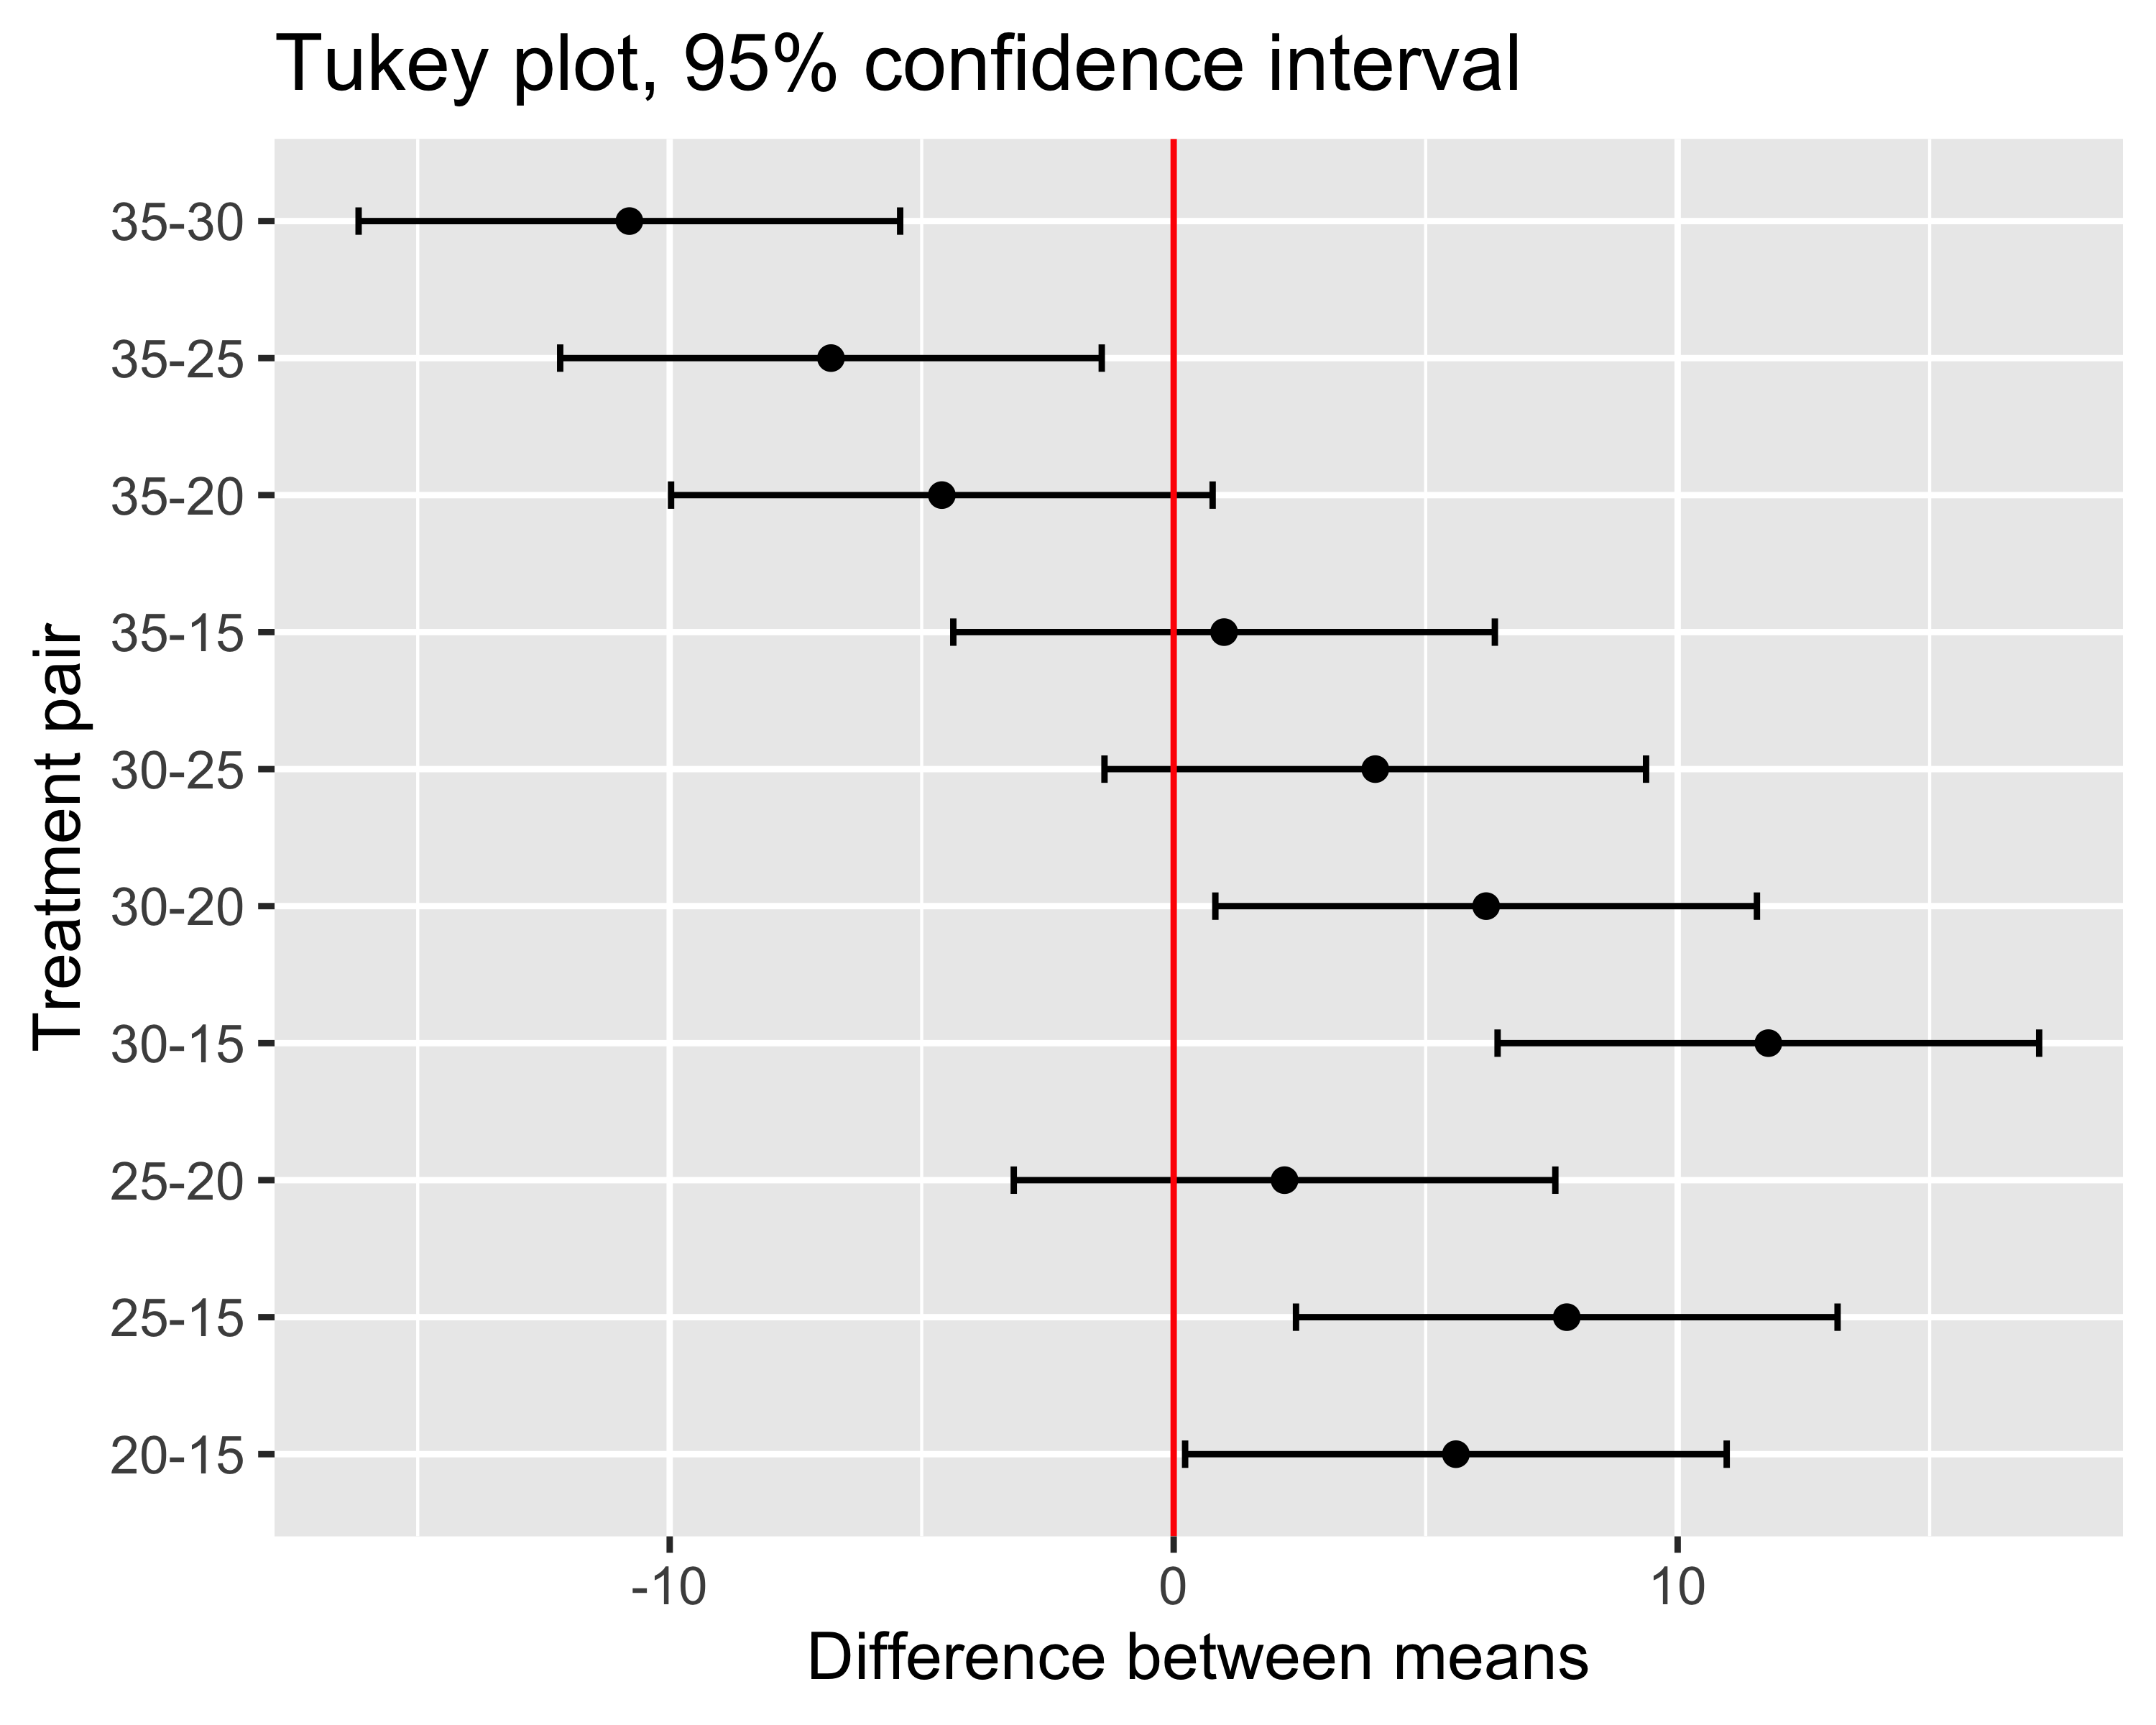 Tukey plot, 95% confidence interval
Treatment pair
35-30
35-25
35-20
35-15
30-25
30-20
30-15
25-20
25-15
20-15
-10 0 10
Difference between means